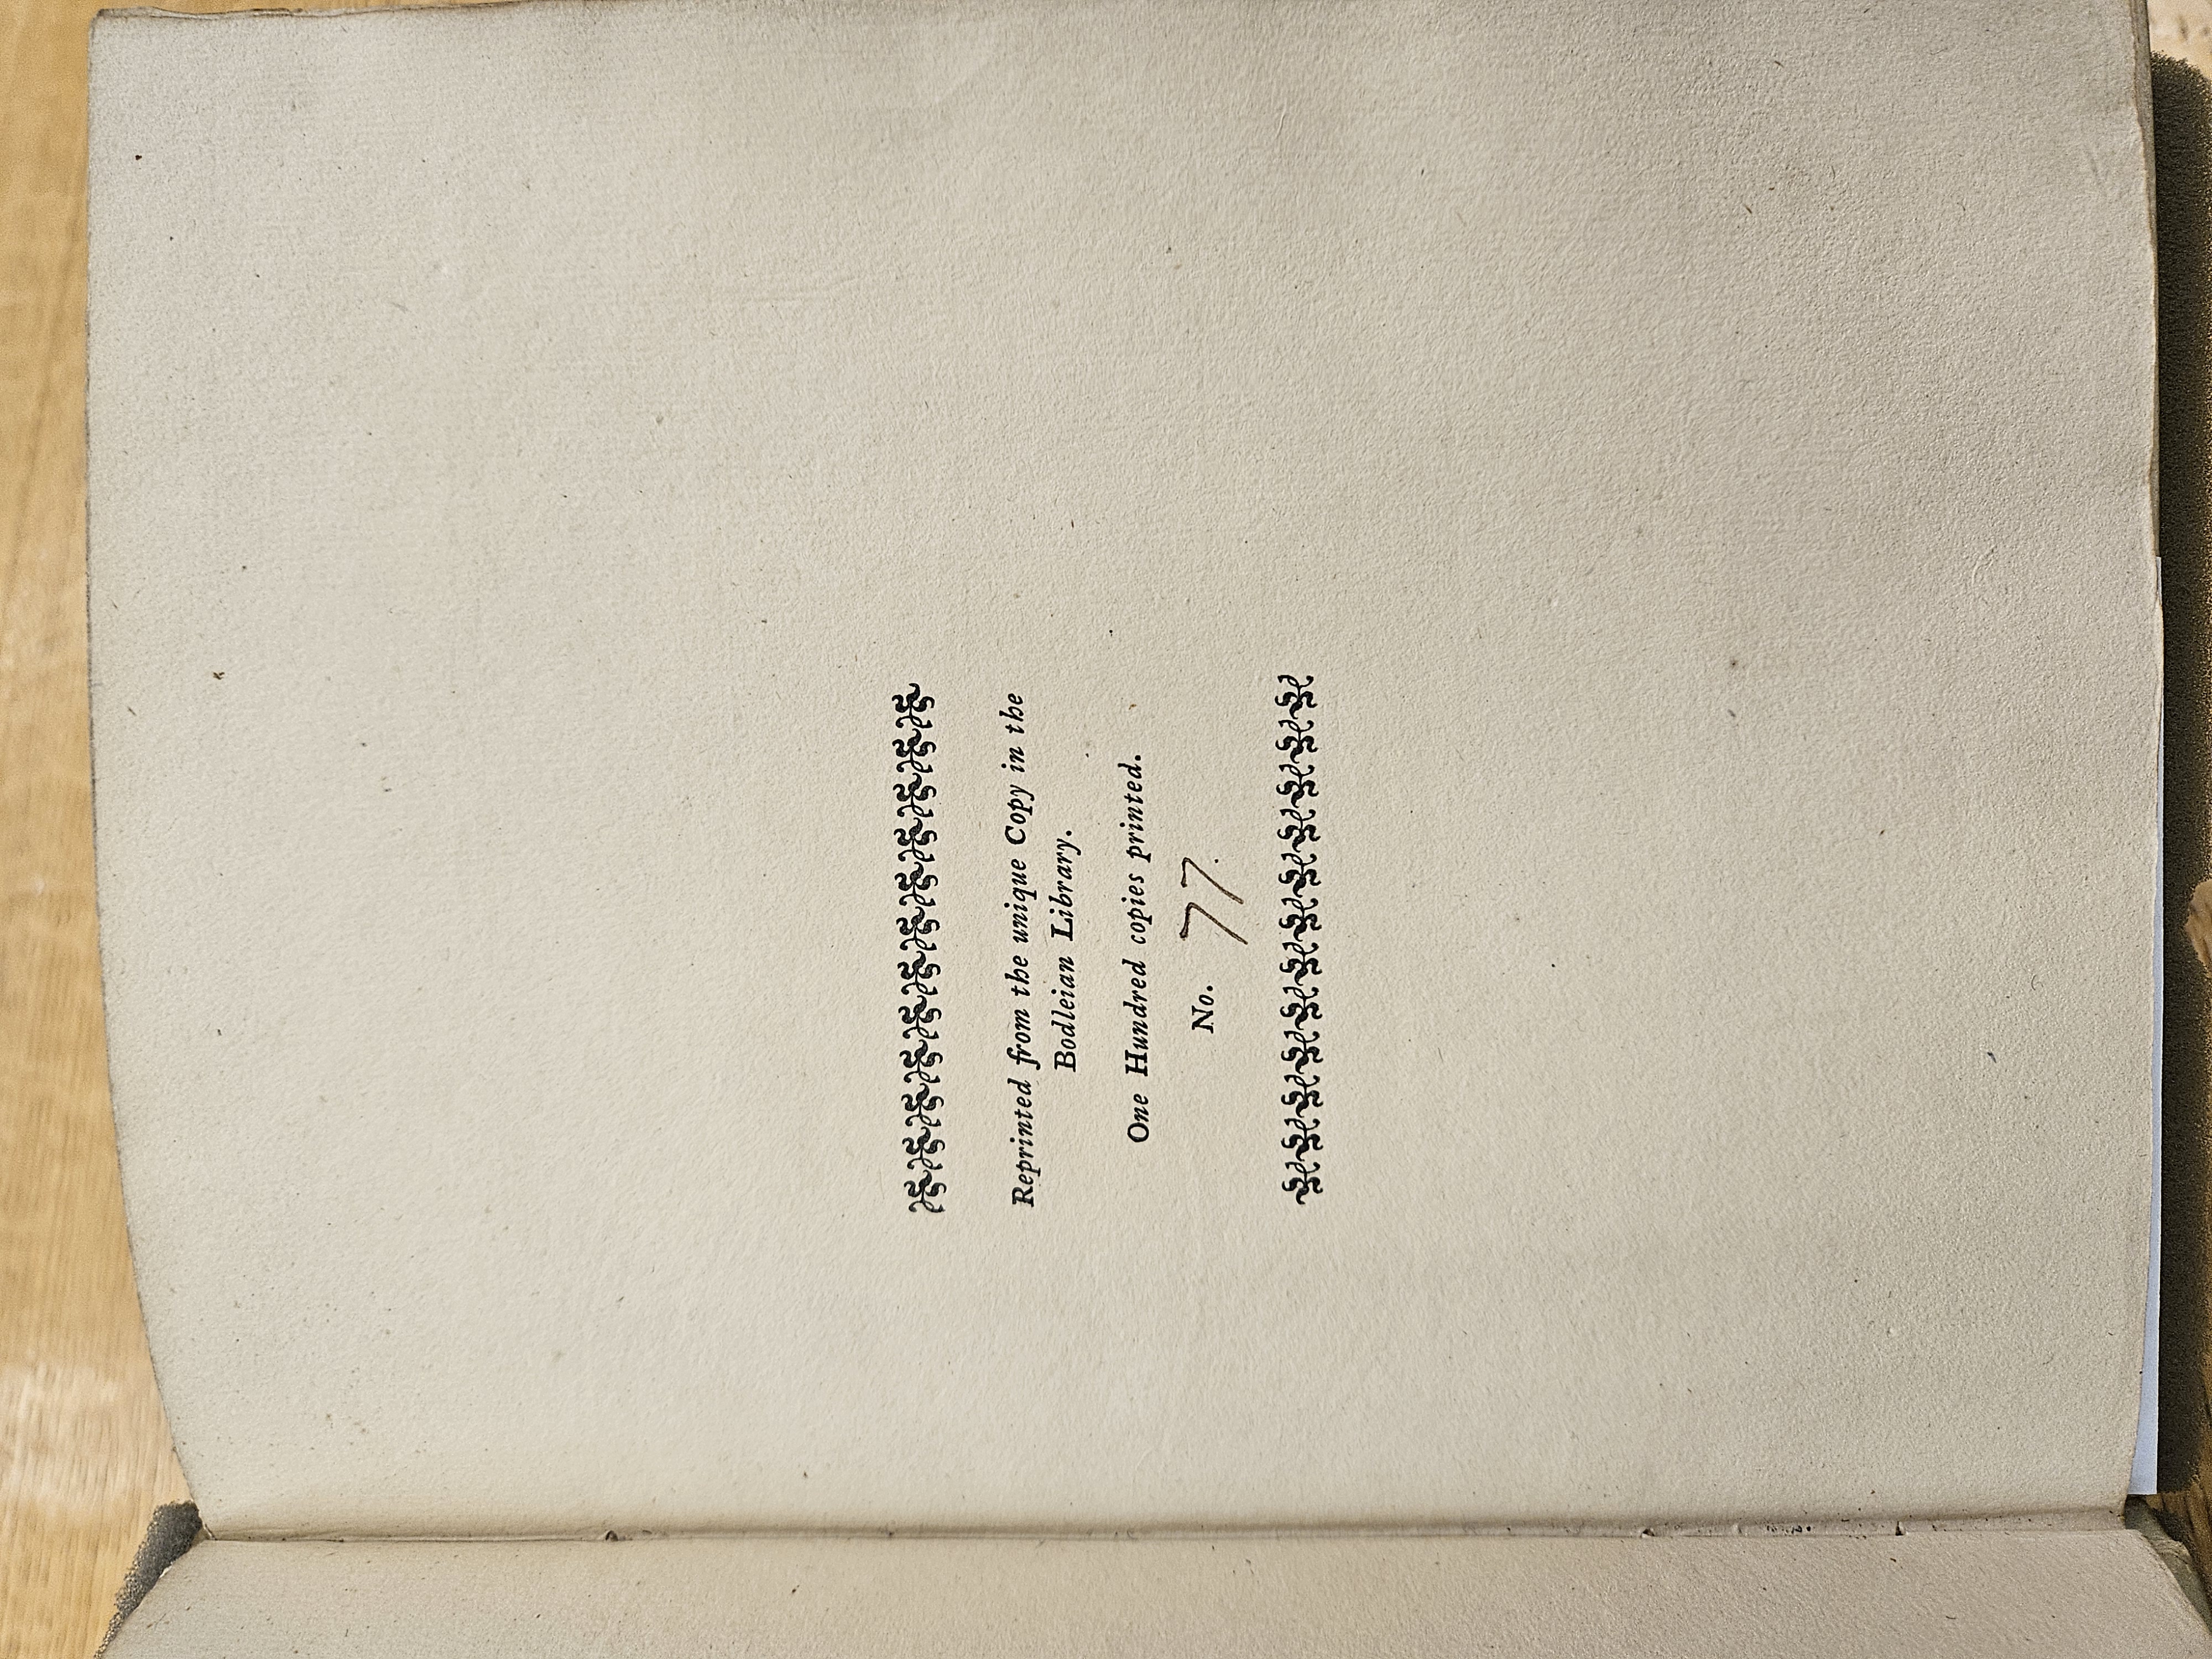 Reprinted from the unique Copy in the
Bodleian Library.
One Hundred copies printed.
No. 77.